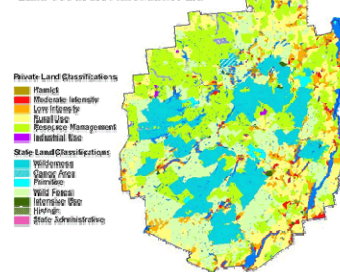 Private Land Classifications
Hamlet
Moderate Intensity
Low Intensity
Rural Use
Resource Management
Industrial Use
State Land Classifications
Wilderness
Canoe Area
Primitive
Wild Forest
Intensive Use
Historic
State Administrative